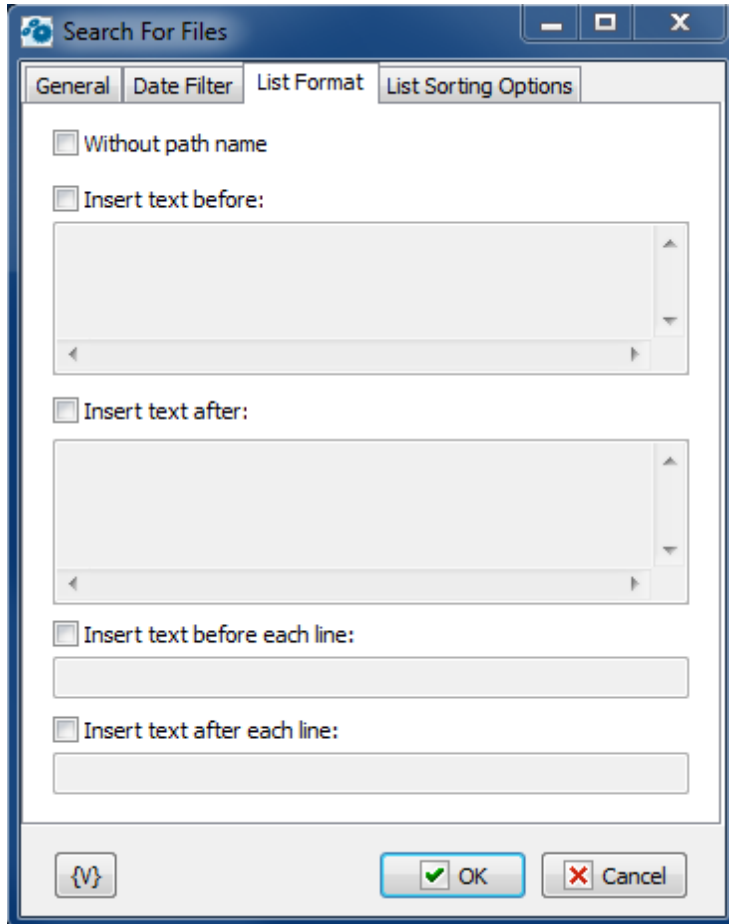 Search For Files
General Date Filter List Format List Sorting Options
Without path name
Insert text before:
Insert text after:
Insert text before each line:
Insert text after each line:
{V} OK Cancel